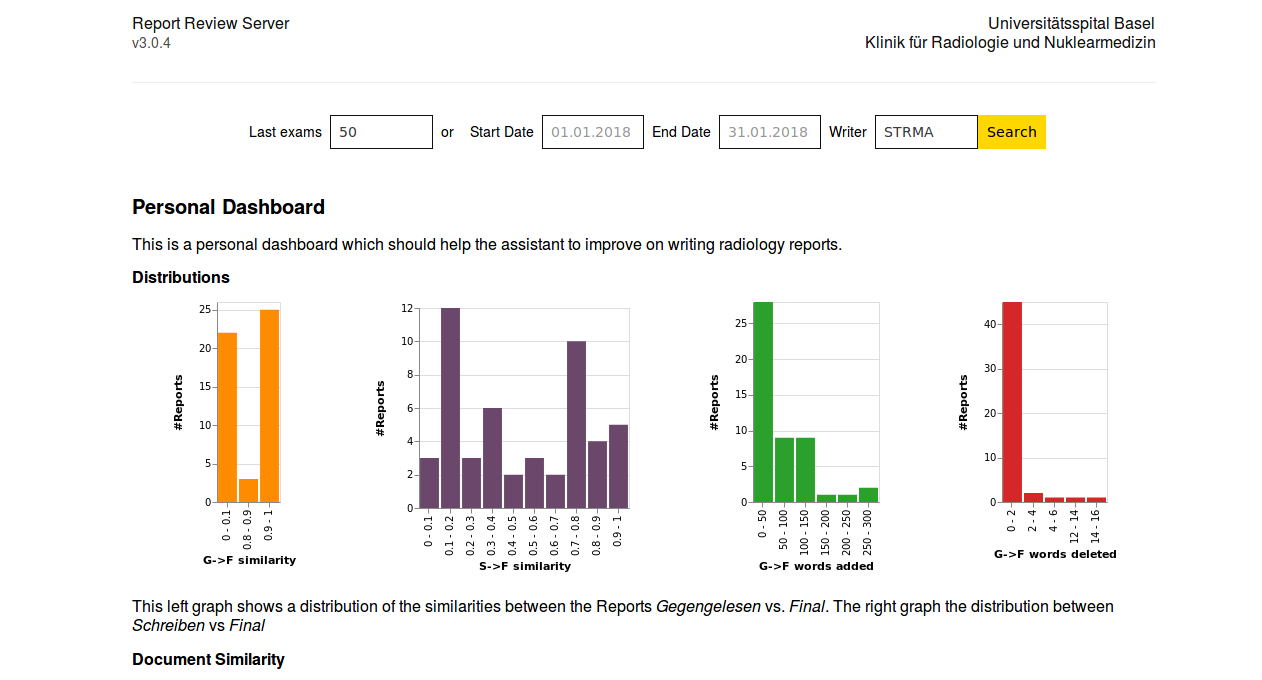 Report Review Server
v3.0.4
Universitätsspital Basel
Klinik für Radiologie und Nuklearmedizin
Last exams 50 or Start Date 01.01.2018 End Date 31.01.2018 Writer STRMA Search
Personal Dashboard
This is a personal dashboard which should help the assistant to improve on writing radiology reports.
Distributions
#Reports
25
20
15
10
5
0
0 - 0.1
0.8 - 0.9
0.9 - 1
G->F similarity
#Reports
12
10
8
6
4
2
0
0 - 0.1
0.1 - 0.2
0.2 - 0.3
0.3 - 0.4
0.4 - 0.5
0.5 - 0.6
0.6 - 0.7
0.7 - 0.8
0.8 - 0.9
0.9 - 1
S->F similarity
#Reports
25
20
15
10
5
0
0 - 50
50 - 100
100 - 150
150 - 200
200 - 250
250 - 300
G->F words added
#Reports
40
30
20
10
0
0 - 2
2 - 4
4 - 6
12 - 14
14 - 16
G->F words deleted
This left graph shows a distribution of the similarities between the Reports Gegengelesen vs. Final. The right graph the distribution between
Schreiben vs Final
Document Similarity